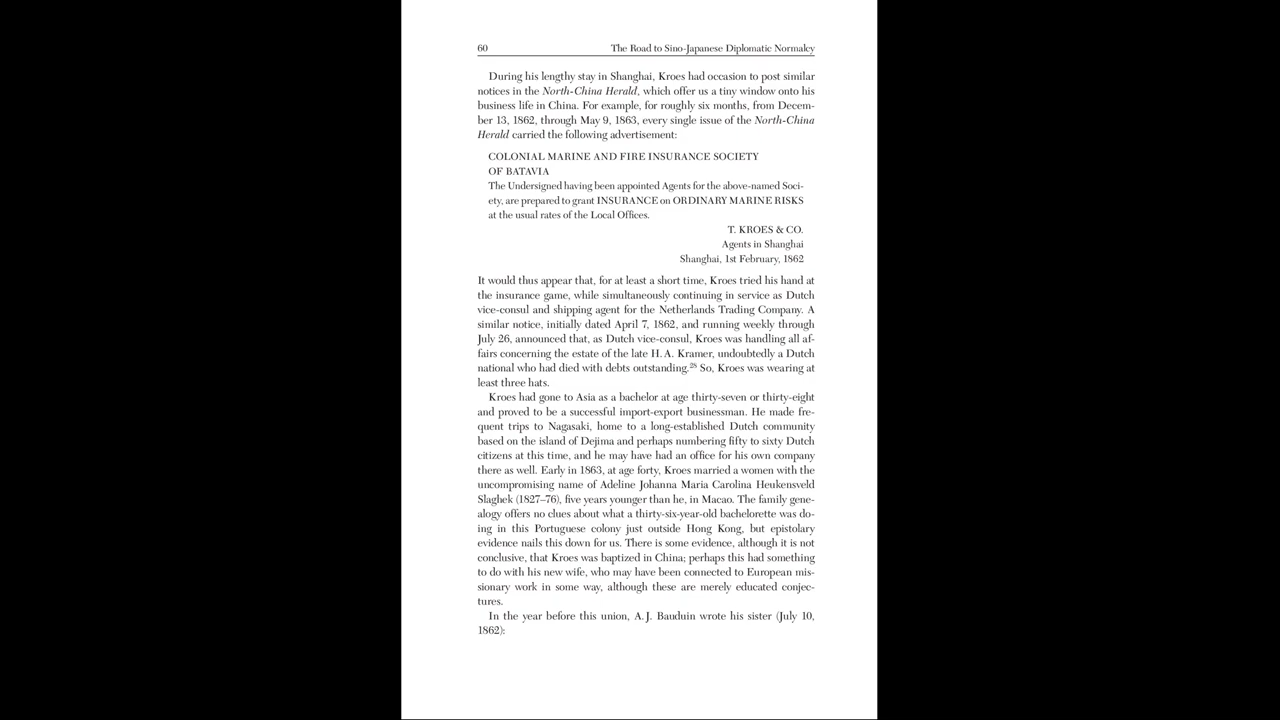 60 The Road to Sino-Japanese Diplomatic Normalcy
During his lengthy stay in Shanghai, Kroes had occasion to post similar
notices in the North-China Herald, which offer us a tiny window onto his
business life in China. For example, for roughly six months, from Decem-
ber 13, 1862, through May 9, 1863, every single issue of the North-China
Herald carried the following advertisement:
COLONIAL MARINE AND FIRE INSURANCE SOCIETY
OF BATAVIA
The Undersigned having been appointed Agents for the above-named Soci-
ety, are prepared to grant INSURANCE on ORDINARY MARINE RISKS
at the usual rates of the Local Offices.
T. KROES & CO.
Agents in Shanghai
Shanghai, 1st February, 1862
It would thus appear that, for at least a short time, Kroes tried his hand at
the insurance game, while simultaneously continuing in service as Dutch
vice-consul and shipping agent for the Netherlands Trading Company. A
similar notice, initially dated April 7, 1862, and running weekly through
July 26, announced that, as Dutch vice-consul, Kroes was handling all af-
fairs concerning the estate of the late H. A. Kramer, undoubtedly a Dutch
national who had died with debts outstanding.28 So, Kroes was wearing at
least three hats.
Kroes had gone to Asia as a bachelor at age thirty-seven or thirty-eight
and proved to be a successful import-export businessman. He made fre-
quent trips to Nagasaki, home to a long-established Dutch community
based on the island of Dejima and perhaps numbering fifty to sixty Dutch
citizens at this time, and he may have had an office for his own company
there as well. Early in 1863, at age forty, Kroes married a women with the
uncompromising name of Adeline Johanna Maria Carolina Heukensveld
Slaghek (1827–76), five years younger than he, in Macao. The family gene-
alogy offers no clues about what a thirty-six-year-old bachelorette was do-
ing in this Portuguese colony just outside Hong Kong, but epistolary
evidence nails this down for us. There is some evidence, although it is not
conclusive, that Kroes was baptized in China; perhaps this had something
to do with his new wife, who may have been connected to European mis-
sionary work in some way, although these are merely educated conjec-
tures.
In the year before this union, A. J. Bauduin wrote his sister (July 10,
1862):